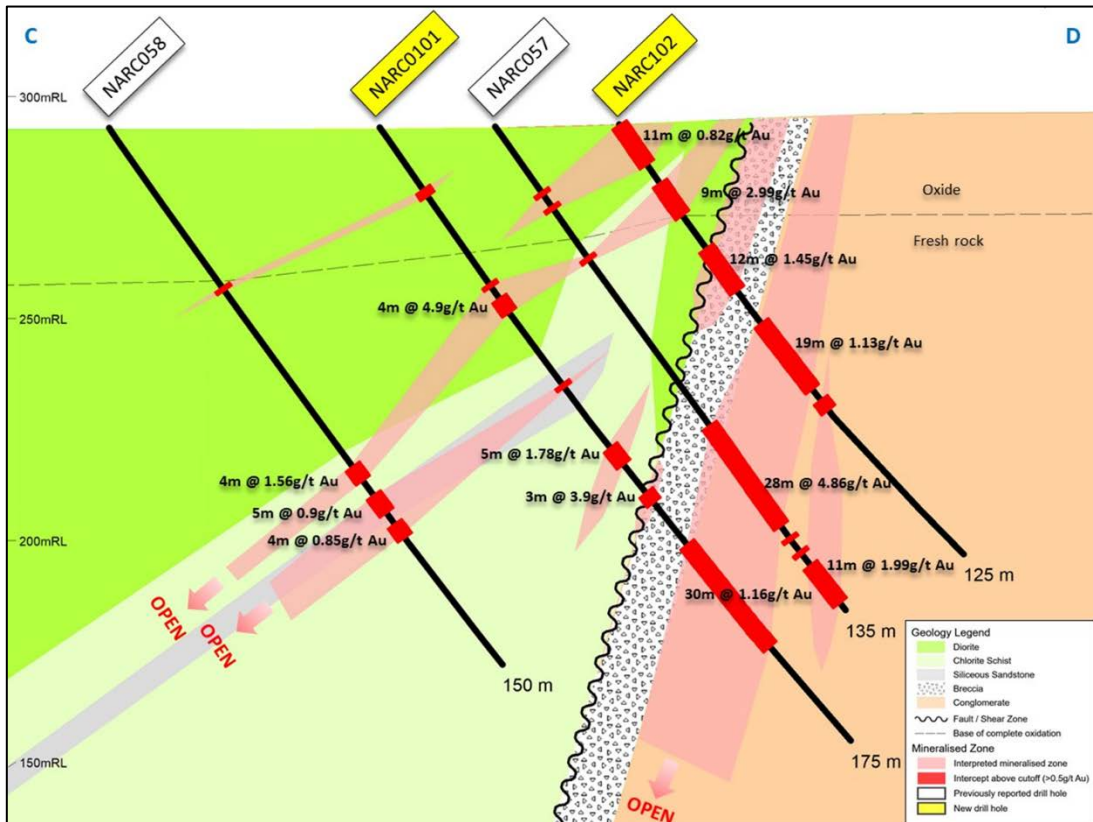 C
D
NARC058
NARC0101
NARC057
NARC102
300mRL
11m @ 0.82g/t Au
9m @ 2.99g/t Au
Oxide
Fresh rock
12m @ 1.45g/t Au
250mRL
4m @ 4.9g/t Au
19m @ 1.13g/t Au
5m @ 1.78g/t Au
4m @ 1.56g/t Au
28m @ 4.86g/t Au
3m @ 3.9g/t Au
5m @ 0.9g/t Au
200mRL
4m @ 0.85g/t Au
11m @ 1.99g/t Au
125 m
30m @ 1.16g/t Au
OPEN
OPEN
135 m
150 m
175 m
150mRL
OPEN
Geology Legend
Diorite
Chlorite Schist
Siliceous Sandstone
Breccia
Conglomerate
Fault / Shear Zone
Base of complete oxidation
Mineralised Zone
Interpreted mineralised zone
Intercept above cutoff (>0.5g/t Au)
Previously reported drill hole
New drill hole